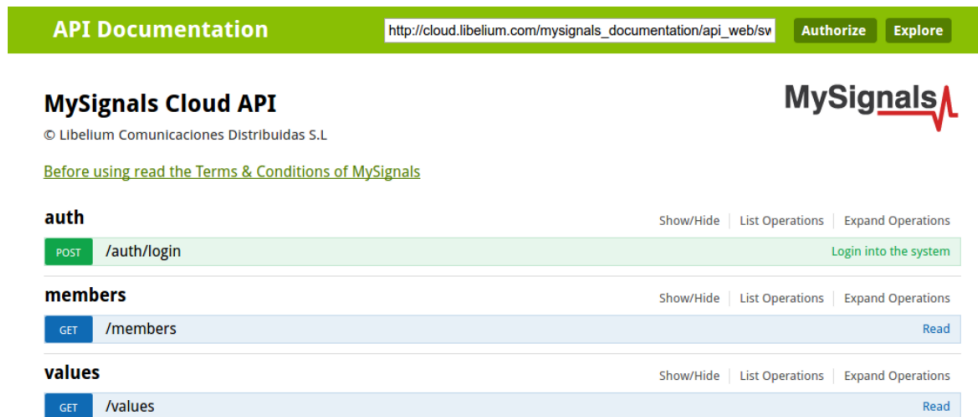 API Documentation http://cloud.libelium.com/mysignals_documentation/api_web/sw Authorize Explore
MySignals Cloud API
MySignals
© Libelium Comunicaciones Distribuidas S.L
Before using read the Terms & Conditions of MySignals
auth Show/Hide List Operations Expand Operations
POST /auth/login Login into the system
members Show/Hide List Operations Expand Operations
GET /members Read
values Show/Hide List Operations Expand Operations
GET /values Read